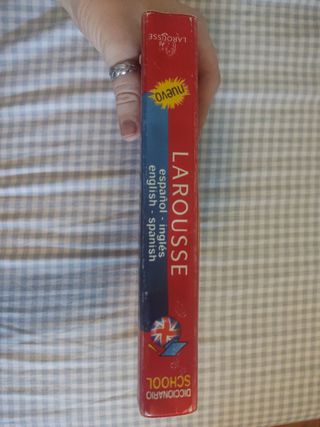 LAROUSSE
nuevo
LAROUSSE
español - inglés
english - spanish
DICCIONARIO
SCHOOL